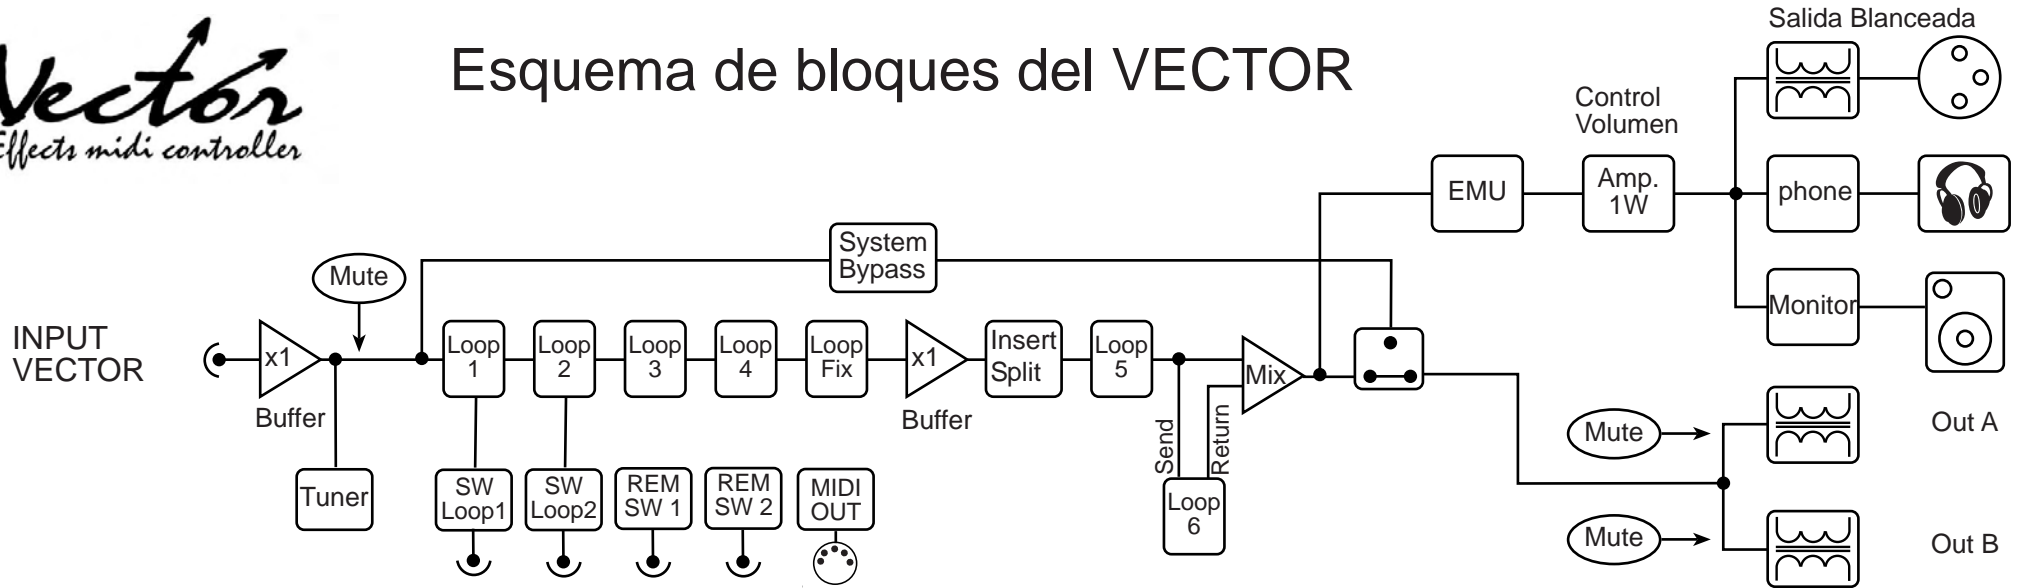 Vector
Effects midi controller
Esquema de bloques del VECTOR
Salida Blanceada
Control
Volumen
EMU
Amp.
1W
phone
Monitor
System
Bypass
Mute
INPUT
VECTOR
x1
Buffer
Loop
1
Loop
2
Loop
3
Loop
4
Loop
Fix
x1
Buffer
Insert
Split
Loop
5
Mix
Send
Return
Loop
6
Tuner
SW
Loop1
SW
Loop2
REM
SW 1
REM
SW 2
MIDI
OUT
Mute
Out A
Mute
Out B